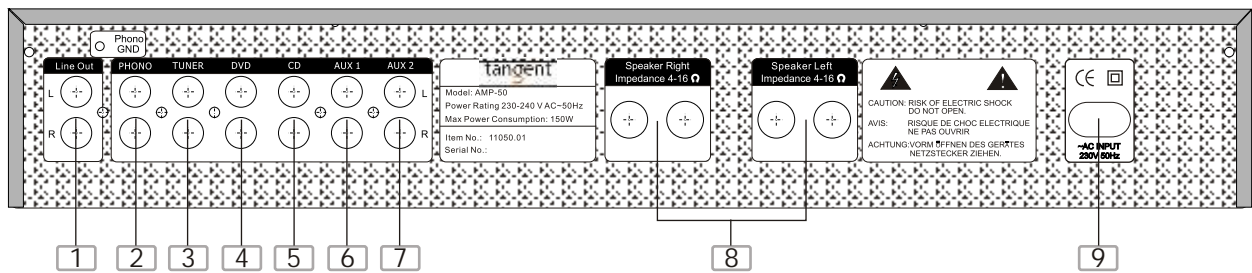 Phono
GND
Line Out
PHONO TUNER DVD CD AUX 1 AUX 2
L
R
L
R
tangent
Model: AMP-50
Power Rating 230-240 V AC~50Hz
Max Power Consumption: 150W
Item No.: 11050.01
Serial No.:
Speaker Right
Impedance 4-16 Ω
Speaker Left
Impedance 4-16 Ω
CAUTION: RISK OF ELECTRIC SHOCK
DO NOT OPEN.
AVIS: RISQUE DE CHOC ELECTRIQUE
NE PAS OUVRIR
ACHTUNG:VORM ÖFFNEN DES GERÄTES
NETZSTECKER ZIEHEN.
CE
~AC INPUT
230V 50Hz
1 2 3 4 5 6 7 8 9